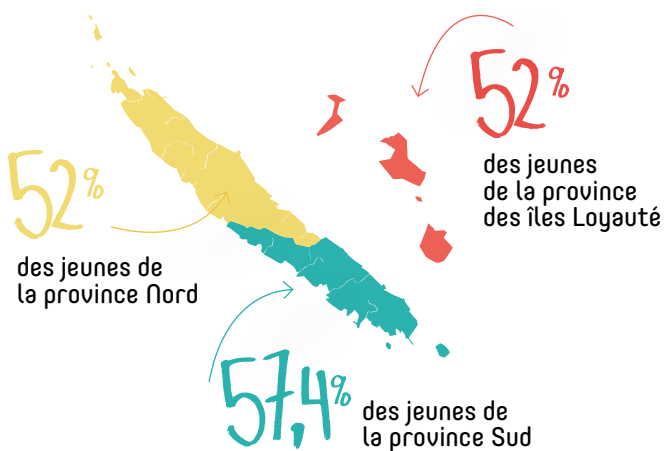 52%
des jeunes
de la province
des îles Loyauté
52%
des jeunes de
la province Nord
57,4%
des jeunes de
la province Sud